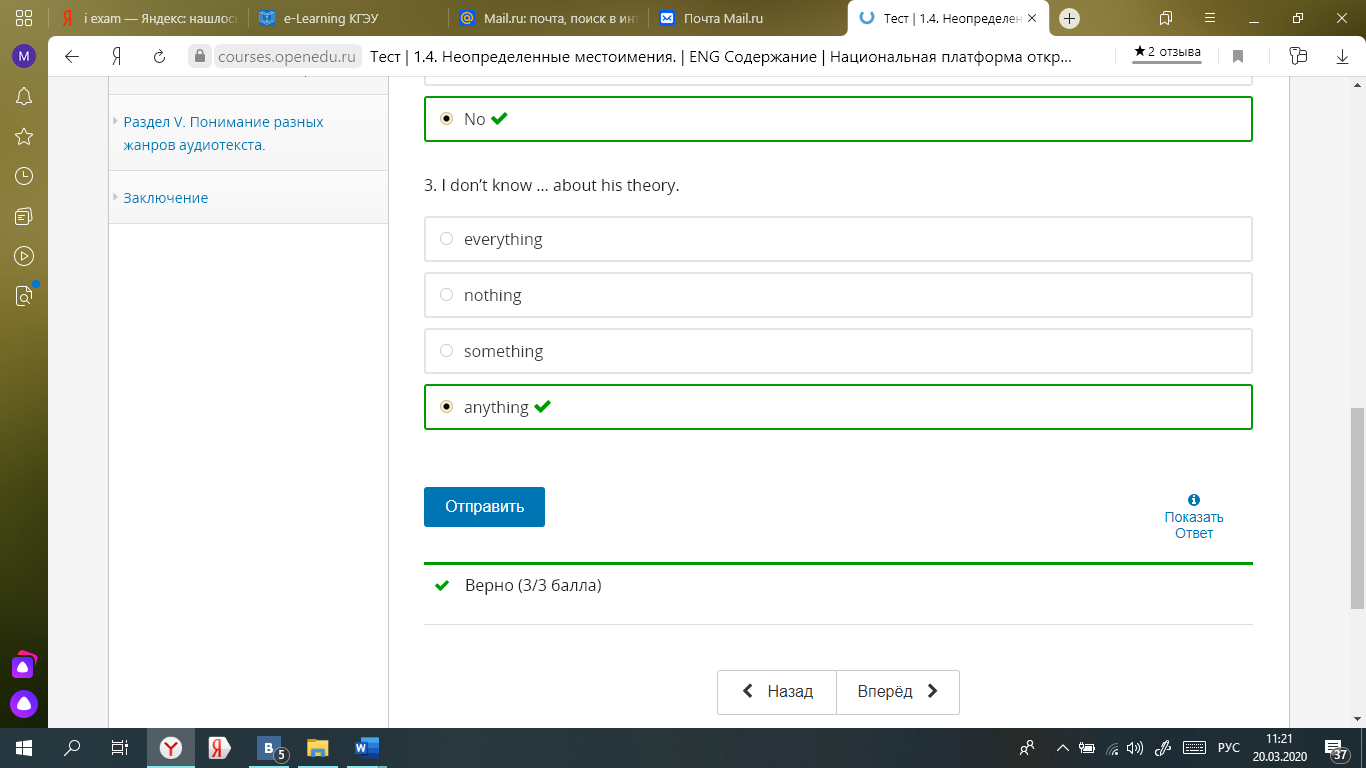 i exam — Яндекс: нашлось
e-Learning КГЭУ
Mail.ru: почта, поиск в инт
Почта Mail.ru
Тест | 1.4. Неопределен
М
Я
courses.openedu.ru
Тест | 1.4. Неопределенные местоимения. | ENG Содержание | Национальная платформа откр...
★2 отзыва
Раздел V. Понимание разных
жанров аудиотекста.
Заключение
No
3. I don’t know ... about his theory.
everything
nothing
something
anything
Отправить
Показать
Ответ
Верно (3/3 балла)
Назад
Вперёд
5
РУС
11:21
20.03.2020
37